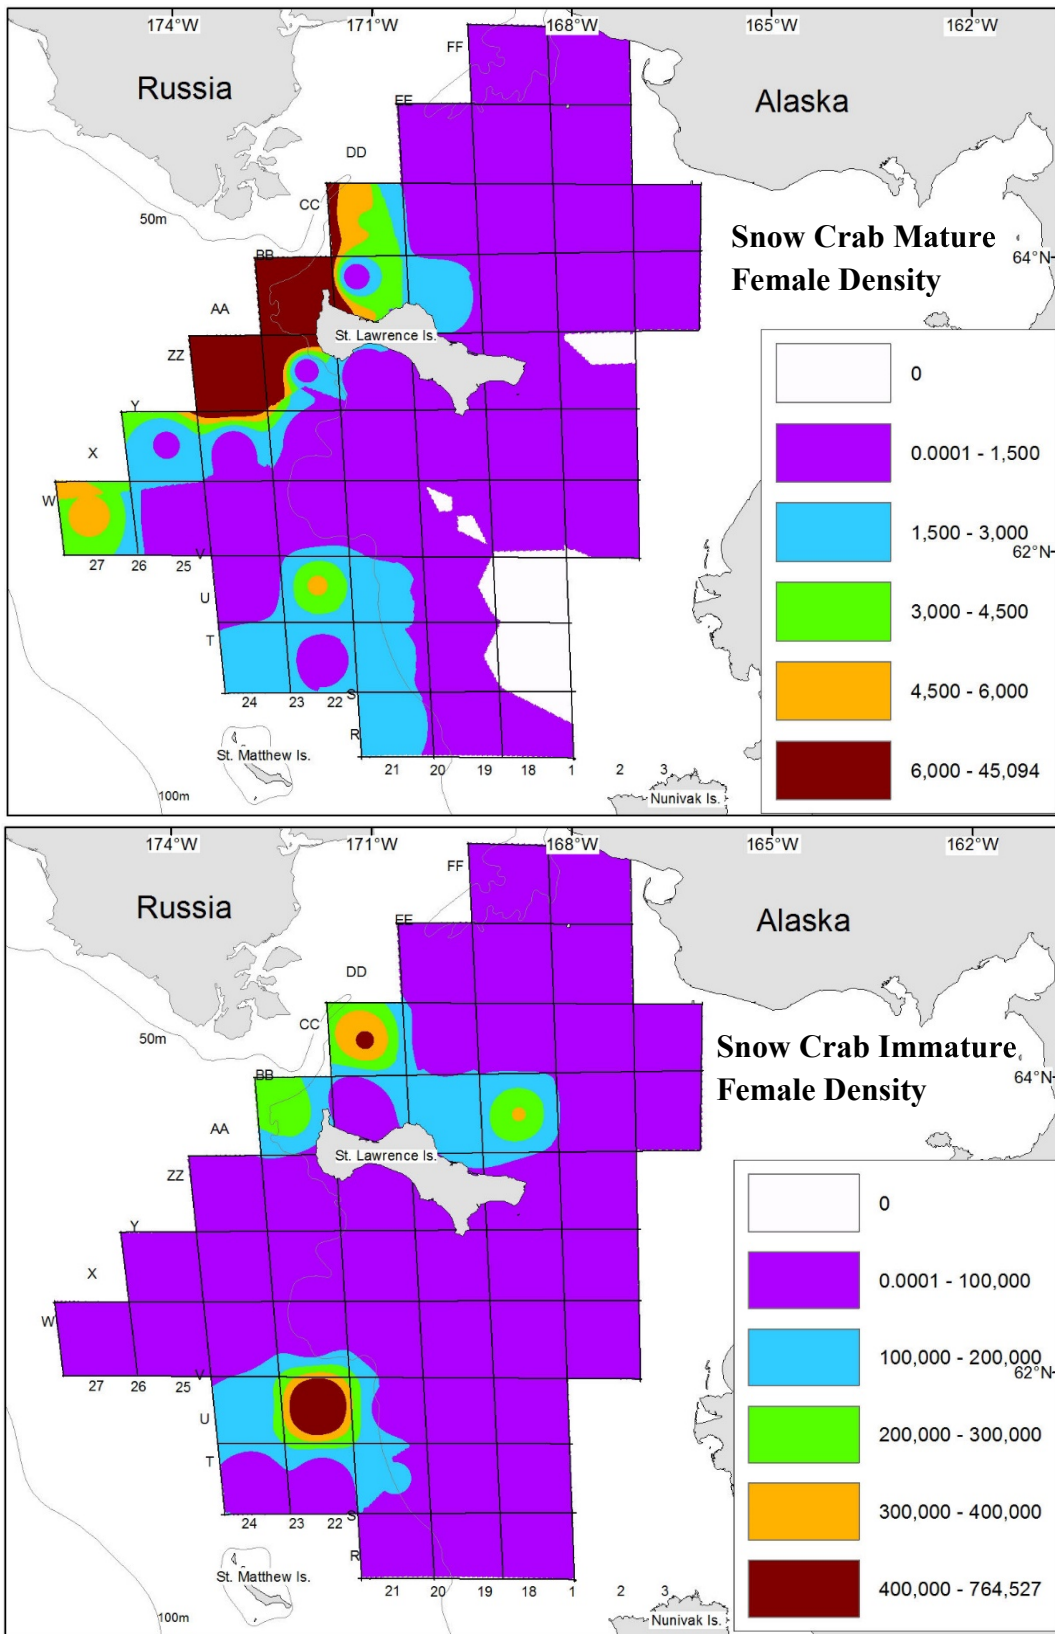 174°W
171°W
168°W
165°W
162°W
FF
Russia
Alaska
EE
DD
CC
50m
Snow Crab Mature
Female Density
BB
64°N
AA
St. Lawrence Is.
ZZ
0
Y
0.0001 - 1,500
X
W
1,500 - 3,000
62°N
V
27
26
25
U
3,000 - 4,500
T
4,500 - 6,000
24
23
22
S
R
St. Matthew Is.
21
20
19
18
1
2
3
6,000 - 45,094
100m
Nunivak Is.
174°W
171°W
168°W
165°W
162°W
FF
Russia
Alaska
EE
DD
CC
50m
Snow Crab Immature
Female Density
BB
64°N
AA
St. Lawrence Is.
ZZ
0
Y
0.0001 - 100,000
X
W
100,000 - 200,000
62°N
V
27
26
25
U
200,000 - 300,000
T
24
23
22
S
300,000 - 400,000
R
St. Matthew Is.
21
20
19
18
1
2
3
400,000 - 764,527
100m
Nunivak Is.